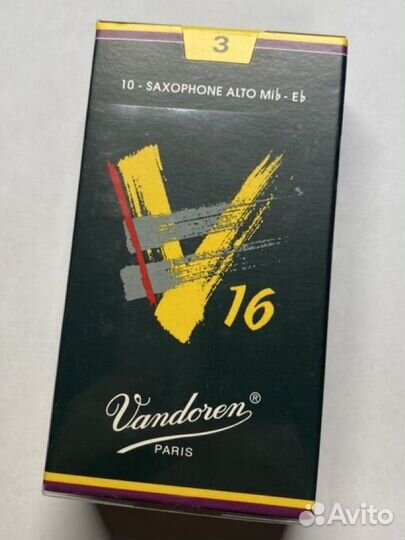 3
10 - SAXOPHONE ALTO Mib - Eb
V
16
Vandoren®
PARIS
Avito